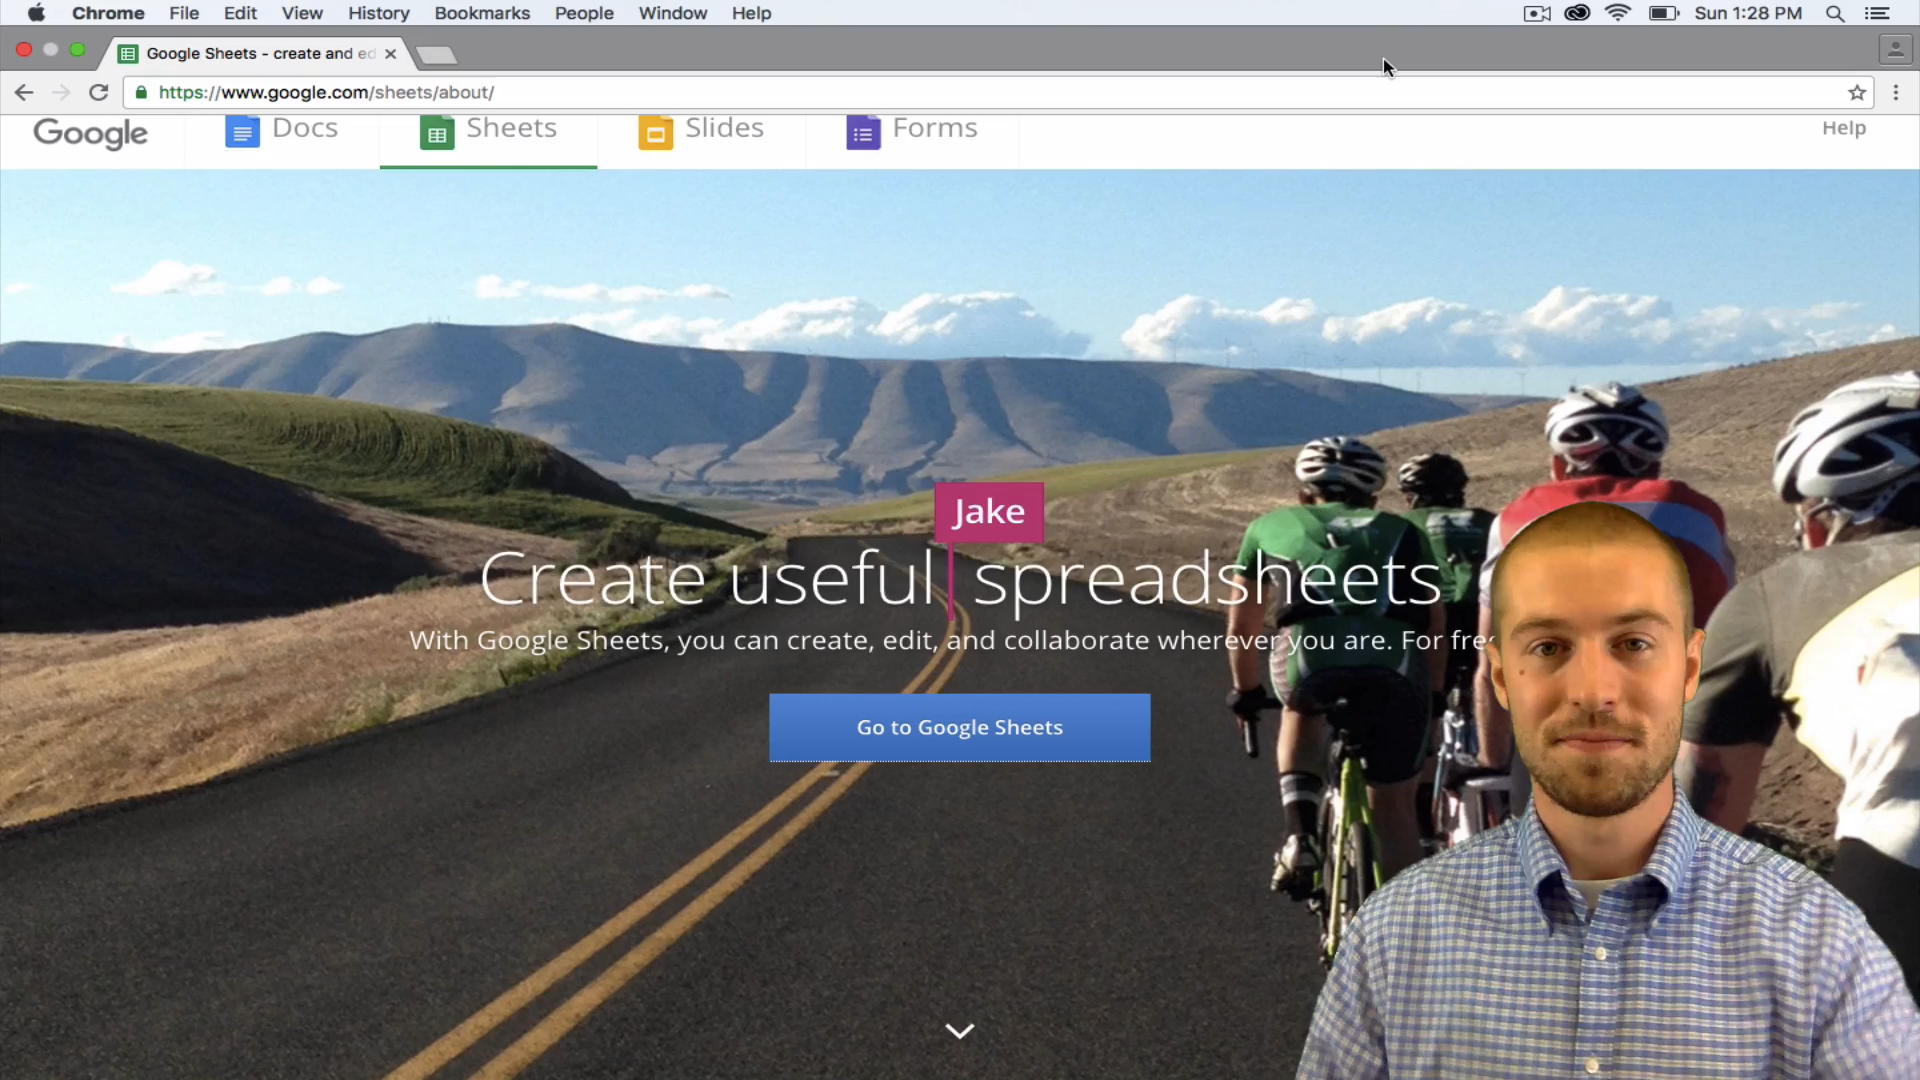 Chrome File Edit View History Bookmarks People Window Help Sun 1:28 PM
Google Sheets - create and ed
https://www.google.com/sheets/about/
Google Docs Sheets Slides Forms Help
Jake
Create useful spreadsheets
With Google Sheets, you can create, edit, and collaborate wherever you are. For fre
Go to Google Sheets